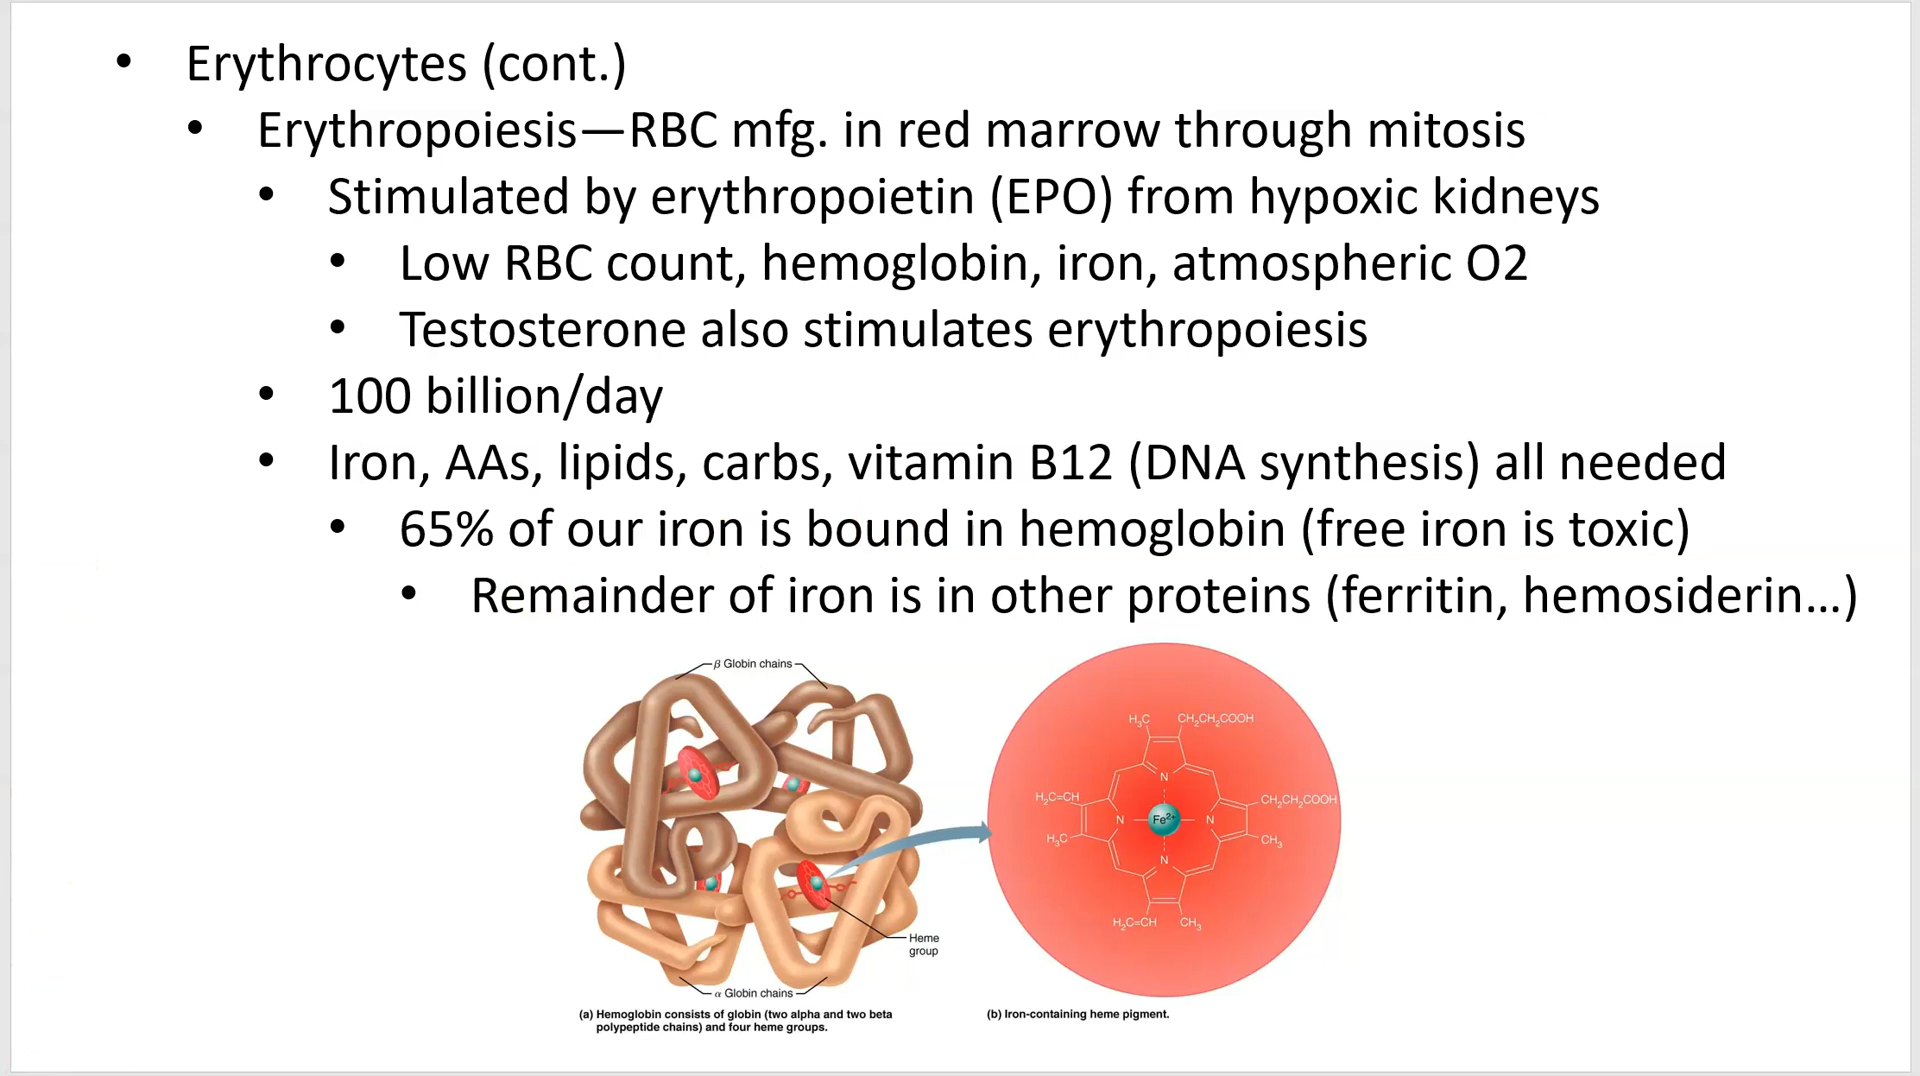 • Erythrocytes (cont.)
• Erythropoiesis—RBC mfg. in red marrow through mitosis
• Stimulated by erythropoietin (EPO) from hypoxic kidneys
• Low RBC count, hemoglobin, iron, atmospheric O2
• Testosterone also stimulates erythropoiesis
• 100 billion/day
• Iron, AAs, lipids, carbs, vitamin B12 (DNA synthesis) all needed
• 65% of our iron is bound in hemoglobin (free iron is toxic)
• Remainder of iron is in other proteins (ferritin, hemosiderin…)
β Globin chains
Heme
group
α Globin chains
(a) Hemoglobin consists of globin (two alpha and two beta
polypeptide chains) and four heme groups.
H₃C CH₂CH₂COOH
N
H₂C=CH CH₂CH₂COOH
N Fe²⁺ N
H₃C CH₃
N
H₂C=CH CH₃
(b) Iron-containing heme pigment.